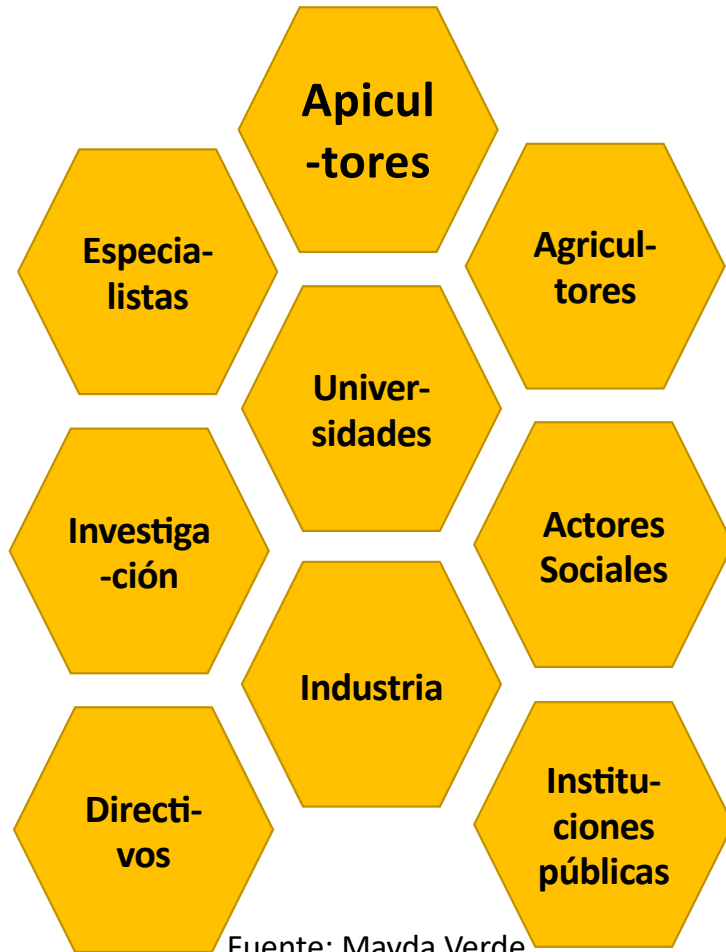 Apicul
-tores
Especia-
listas
Agricul-
tores
Univer-
sidades
Investiga
-ción
Actores
Sociales
Industria
Directi-
vos
Institu-
ciones
públicas
Fuente: Mayda Verde